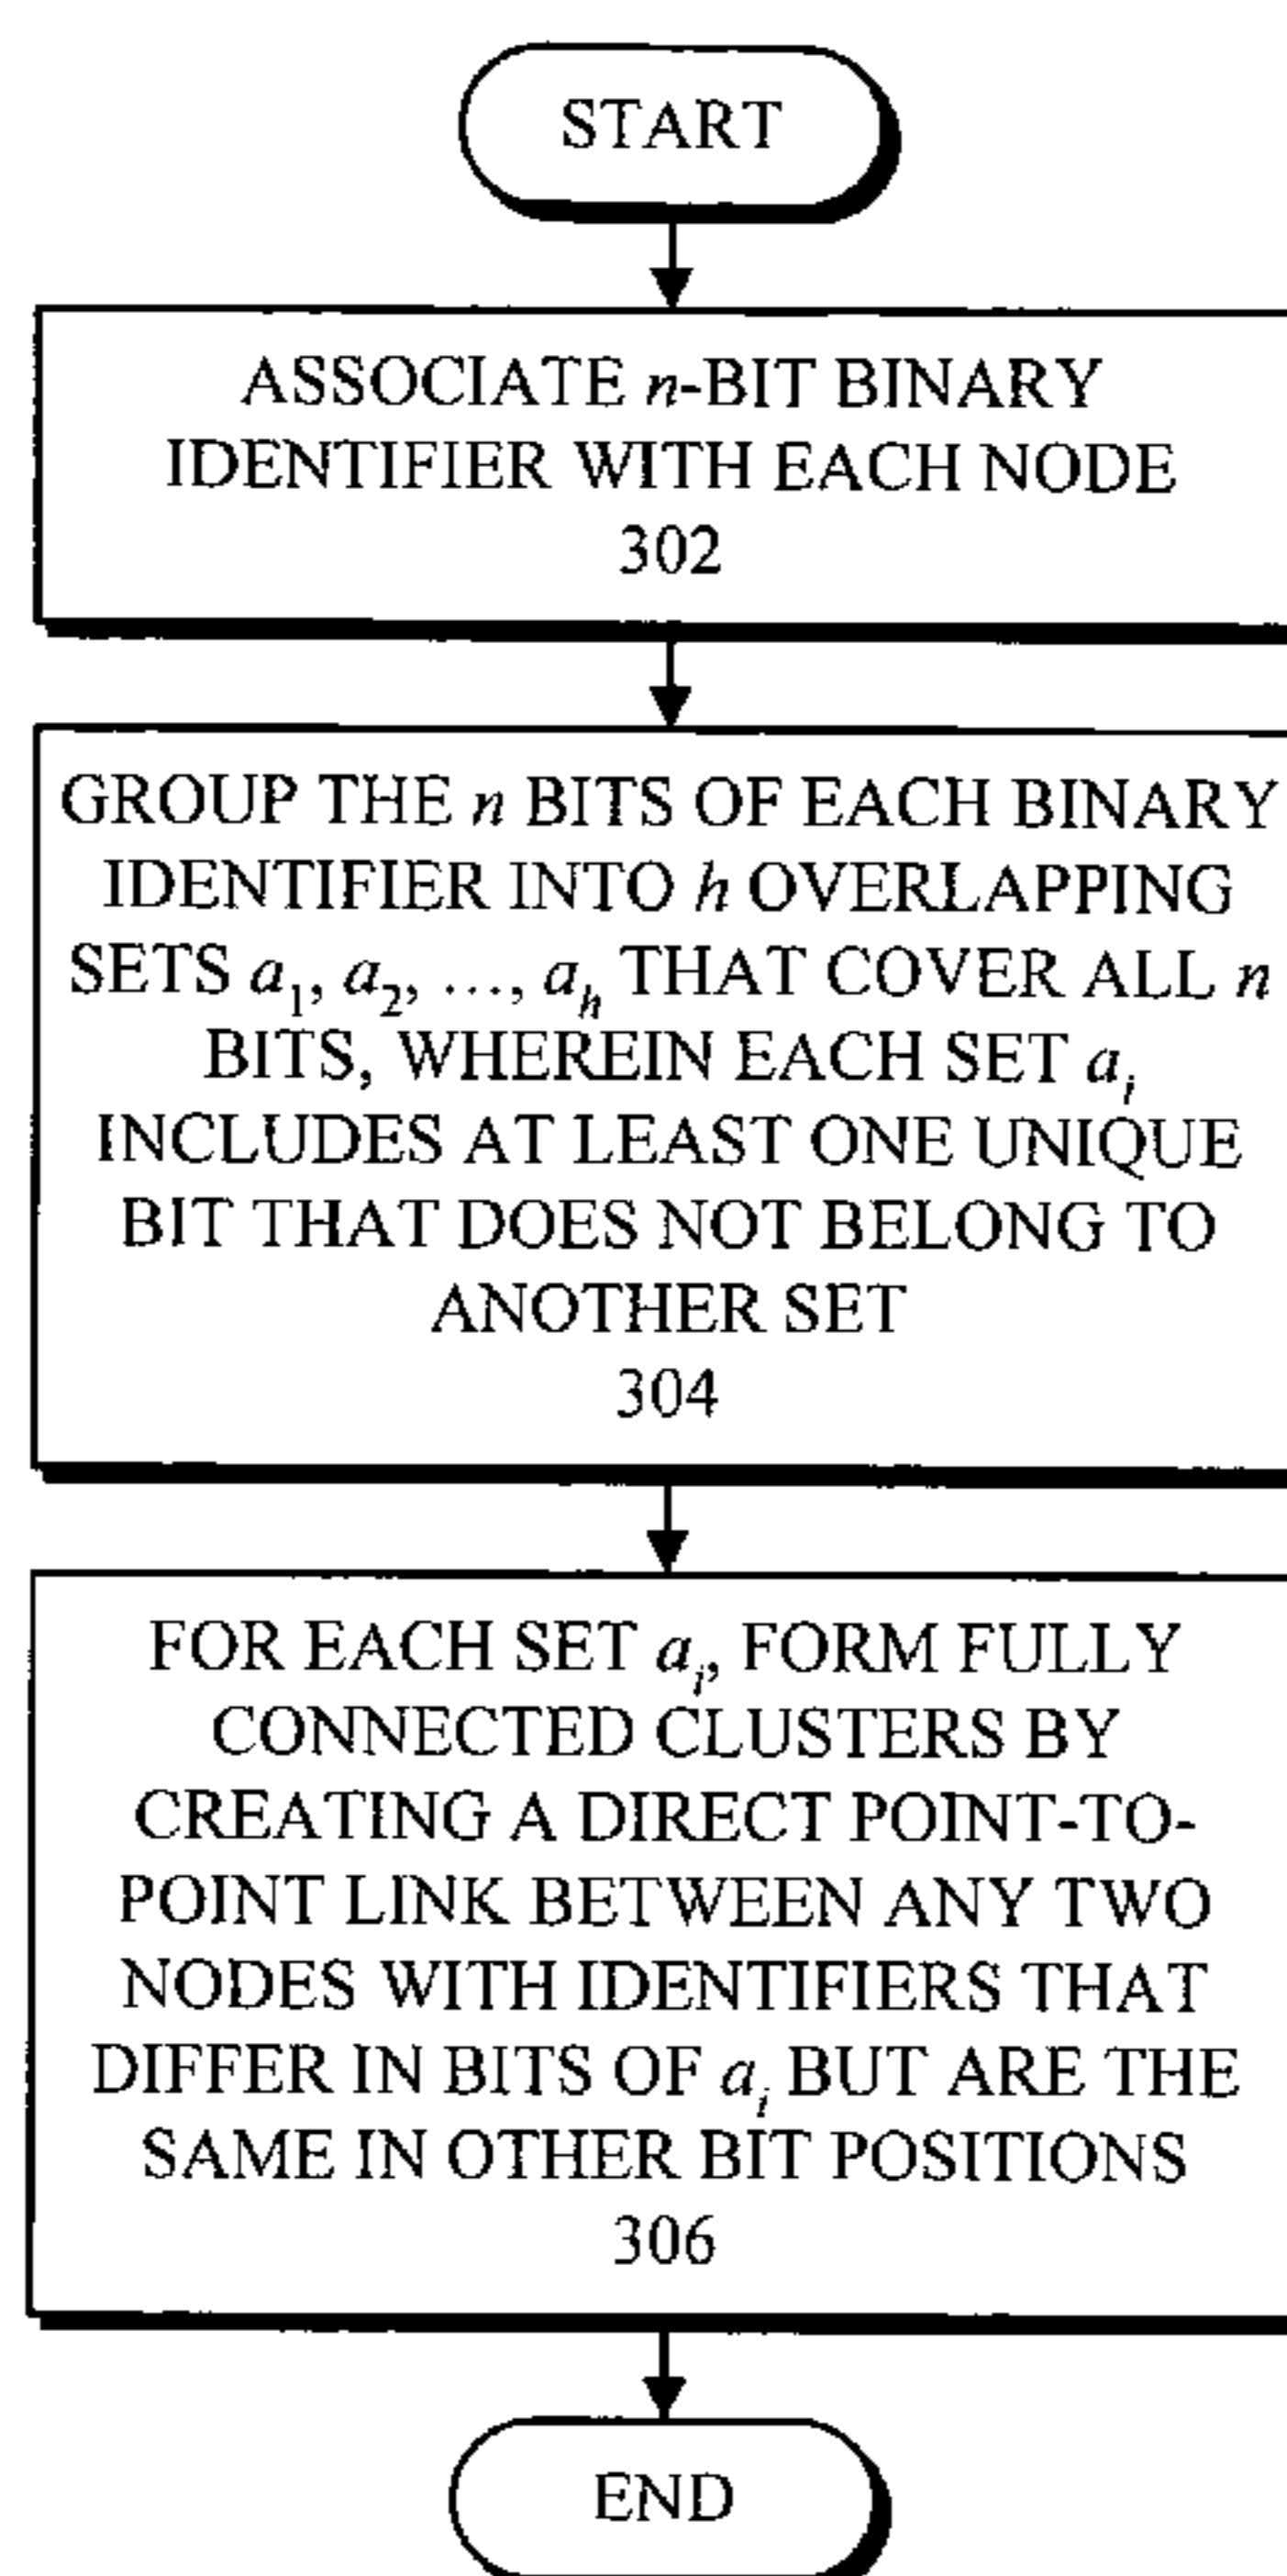 START
ASSOCIATE n-BIT BINARY
IDENTIFIER WITH EACH NODE
302
GROUP THE n BITS OF EACH BINARY
IDENTIFIER INTO h OVERLAPPING
SETS a1, a2, ..., ah THAT COVER ALL n
BITS, WHEREIN EACH SET ai
INCLUDES AT LEAST ONE UNIQUE
BIT THAT DOES NOT BELONG TO
ANOTHER SET
304
FOR EACH SET ai, FORM FULLY
CONNECTED CLUSTERS BY
CREATING A DIRECT POINT-TO-
POINT LINK BETWEEN ANY TWO
NODES WITH IDENTIFIERS THAT
DIFFER IN BITS OF ai BUT ARE THE
SAME IN OTHER BIT POSITIONS
306
END